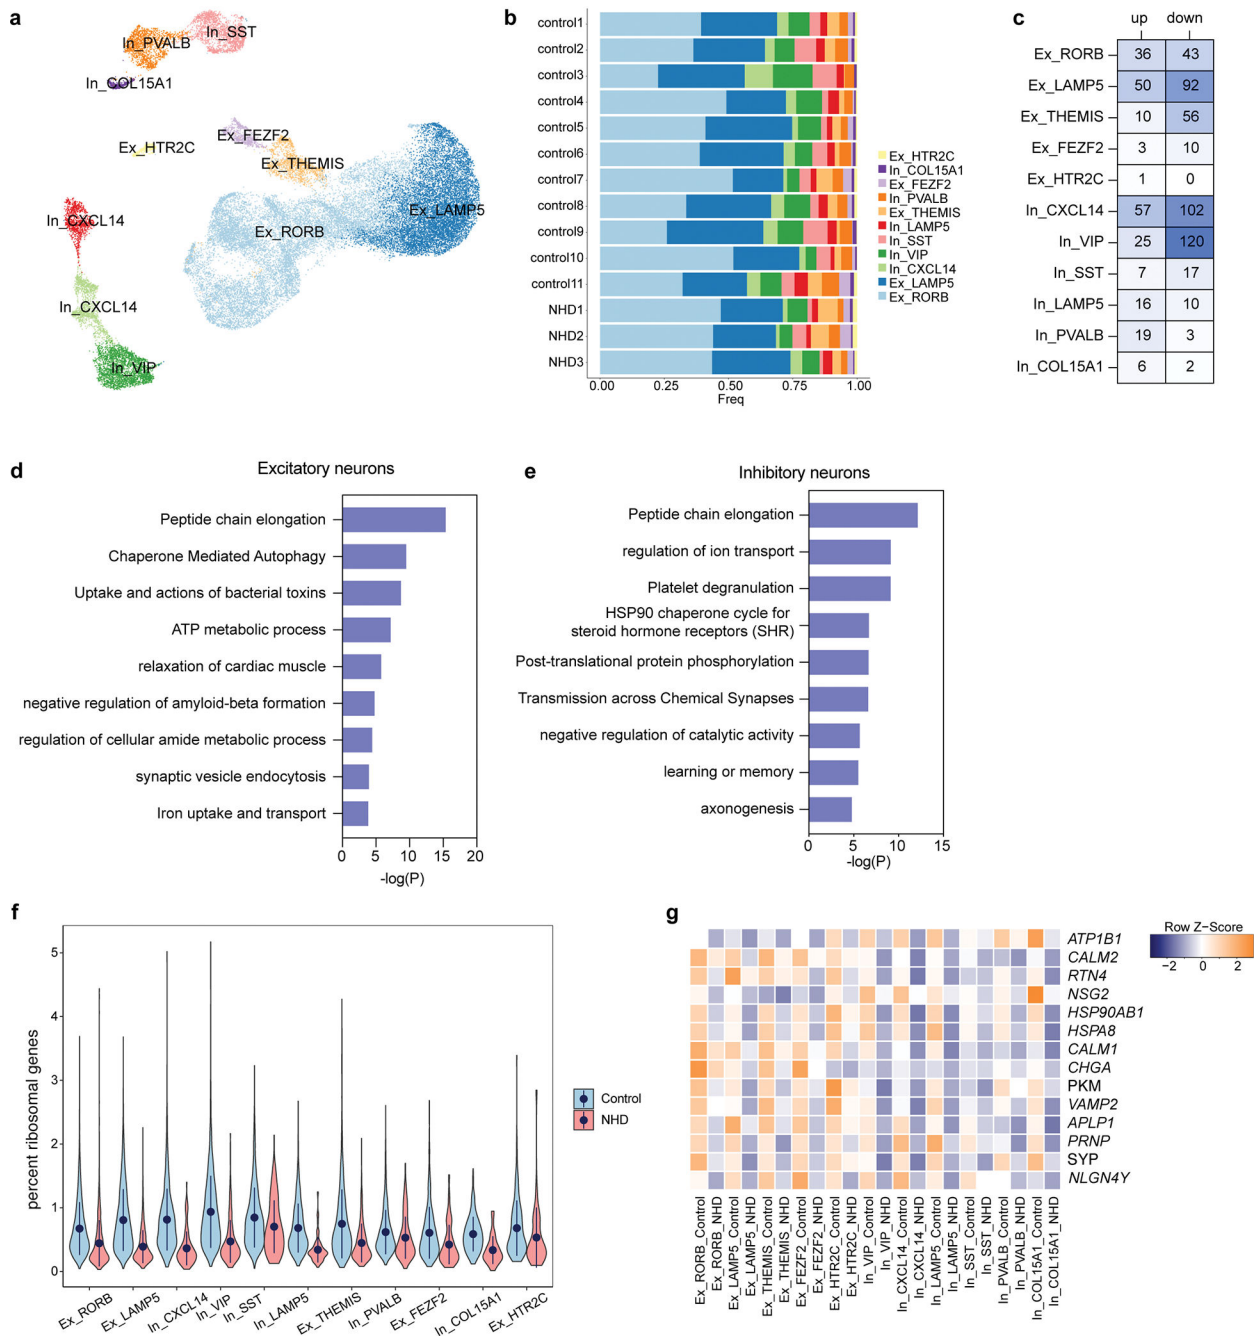 a
In_SST
In_PVALB
In_COL15A1
Ex_FEZF2
Ex_HTR2C
Ex_THEMIS
In_CXCL14
Ex_LAMP5
Ex_RORB
In_CXCL14
In_VIP
b
control1
control2
control3
control4
control5
control6
control7
control8
control9
control10
control11
NHD1
NHD2
NHD3
0.00 0.25 0.50 0.75 1.00
Freq
Ex_HTR2C
In_COL15A1
Ex_FEZF2
In_PVALB
Ex_THEMIS
In_LAMP5
In_SST
In_VIP
In_CXCL14
Ex_LAMP5
Ex_RORB
c
up down
Ex_RORB 36 43
Ex_LAMP5 50 92
Ex_THEMIS 10 56
Ex_FEZF2 3 10
Ex_HTR2C 1 0
In_CXCL14 57 102
In_VIP 25 120
In_SST 7 17
In_LAMP5 16 10
In_PVALB 19 3
In_COL15A1 6 2
d
Excitatory neurons
Peptide chain elongation
Chaperone Mediated Autophagy
Uptake and actions of bacterial toxins
ATP metabolic process
relaxation of cardiac muscle
negative regulation of amyloid-beta formation
regulation of cellular amide metabolic process
synaptic vesicle endocytosis
Iron uptake and transport
0 5 10 15 20
-log(P)
e
Inhibitory neurons
Peptide chain elongation
regulation of ion transport
Platelet degranulation
HSP90 chaperone cycle for
steroid hormone receptors (SHR)
Post-translational protein phosphorylation
Transmission across Chemical Synapses
negative regulation of catalytic activity
learning or memory
axonogenesis
0 5 10 15
-log(P)
f
percent ribosomal genes
5
4
3
2
1
0
Ex_RORB
Ex_LAMP5
In_CXCL14
In_VIP
In_SST
In_LAMP5
Ex_THEMIS
In_PVALB
Ex_FEZF2
In_COL15A1
Ex_HTR2C
Control
NHD
g
Row Z−Score
−2 0 2
ATP1B1
CALM2
RTN4
NSG2
HSP90AB1
HSPA8
CALM1
CHGA
PKM
VAMP2
APLP1
PRNP
SYP
NLGN4Y
Ex_RORB_Control
Ex_RORB_NHD
Ex_LAMP5_Control
Ex_LAMP5_NHD
Ex_THEMIS_Control
Ex_THEMIS_NHD
Ex_FEZF2_Control
Ex_FEZF2_NHD
Ex_HTR2C_Control
Ex_HTR2C_NHD
In_VIP_Control
In_VIP_NHD
In_CXCL14_Control
In_CXCL14_NHD
In_LAMP5_Control
In_LAMP5_NHD
In_SST_Control
In_SST_NHD
In_PVALB_Control
In_PVALB_NHD
In_COL15A1_Control
In_COL15A1_NHD